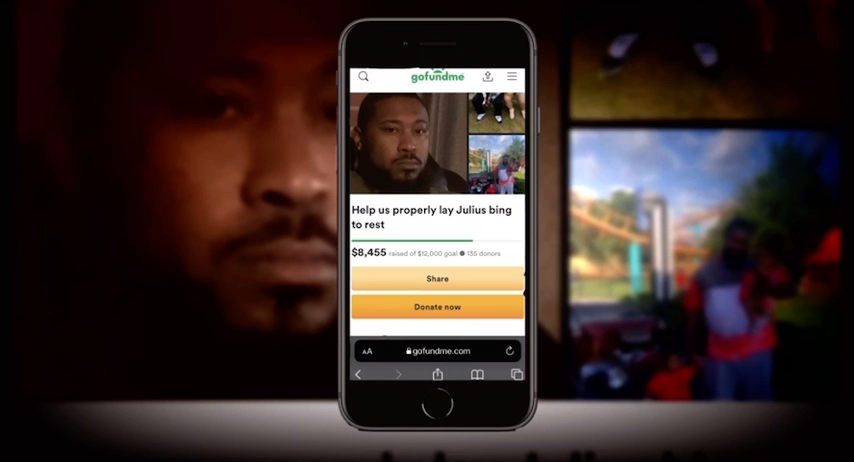 gofundme
Help us properly lay Julius bing
to rest
$8,455 raised of $12,000 goal • 135 donors
Share
Donate now
AA gofundme.com